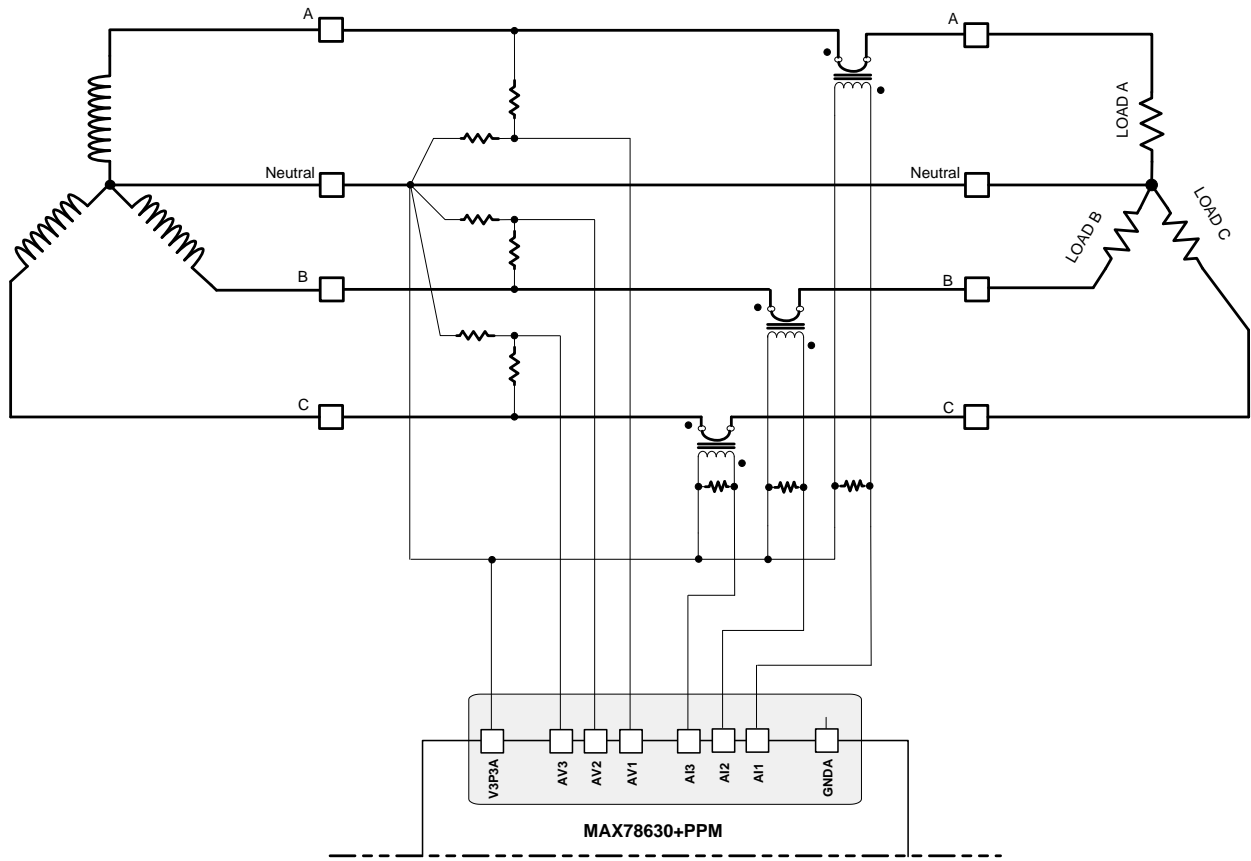 A
A
LOAD A
Neutral
Neutral
LOAD B
LOAD C
B
B
C
C
V3P3A
AV3
AV2
AV1
AI3
AI2
AI1
GNDA
MAX78630+PPM